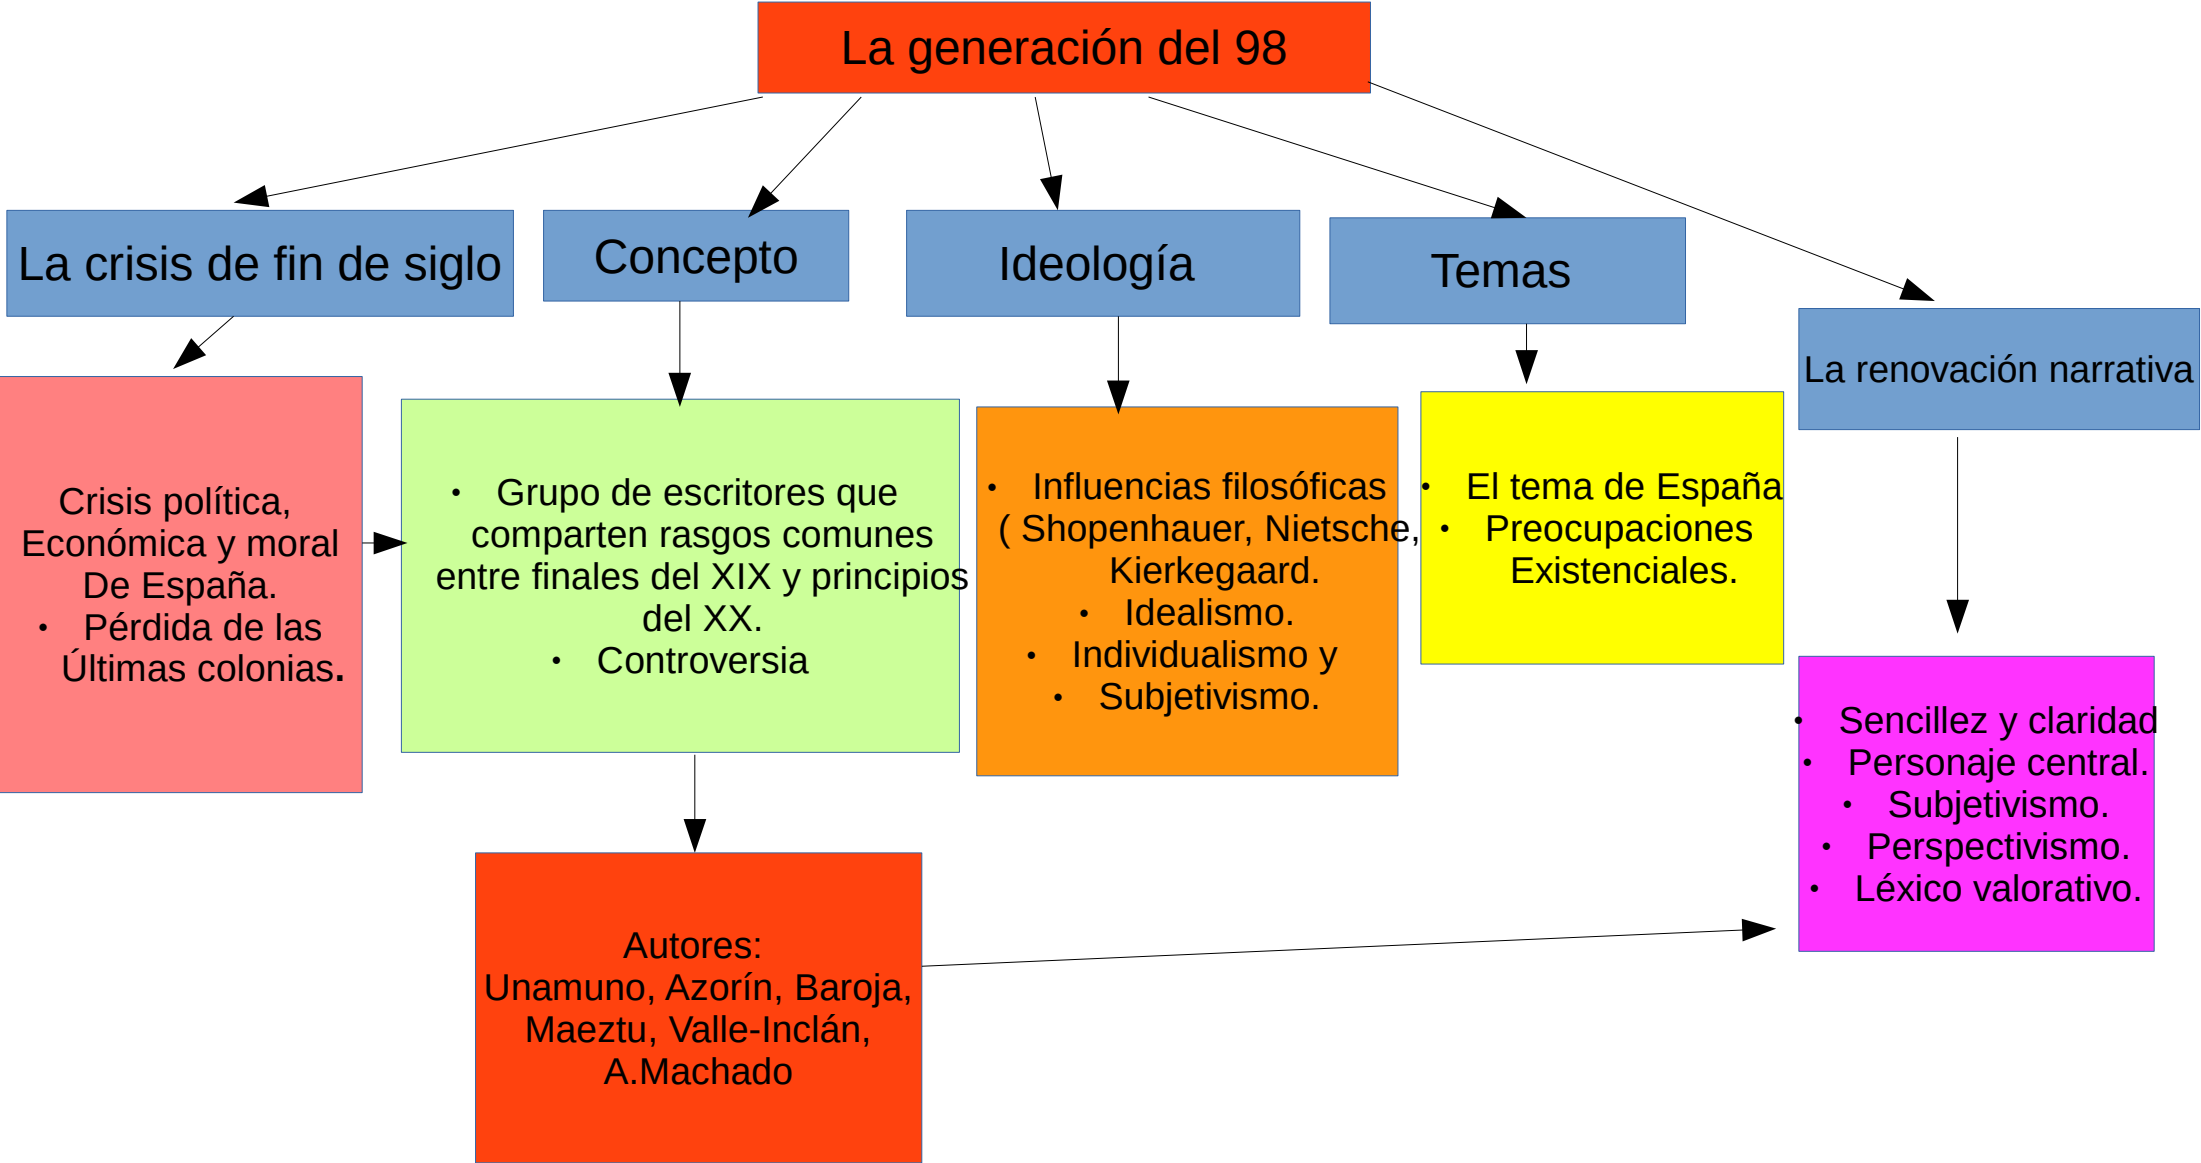 La generación del 98
La crisis de fin de siglo
Concepto
Ideología
Temas
La renovación narrativa
Crisis política,
Económica y moral
De España.
• Pérdida de las
Últimas colonias.
• Grupo de escritores que
comparten rasgos comunes
entre finales del XIX y principios
del XX.
• Controversia
• Influencias filosóficas
( Shopenhauer, Nietsche,
Kierkegaard.
• Idealismo.
• Individualismo y
• Subjetivismo.
• El tema de España
• Preocupaciones
Existenciales.
• Sencillez y claridad
• Personaje central.
• Subjetivismo.
• Perspectivismo.
• Léxico valorativo.
Autores:
Unamuno, Azorín, Baroja,
Maeztu, Valle-Inclán,
A.Machado